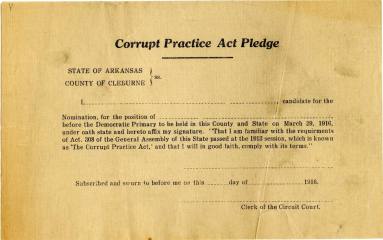 Corrupt Practice Act Pledge
STATE OF ARKANSAS
COUNTY OF CLEBURNE
ss.
I, candidate for the
Nomination, for the position of
before the Democratic Primary to be held in this County and State on March 29, 1916,
under oath state and hereto affix my signature. "That I am familiar with the requirments
of Act. 308 of the General Assembly of this State passed at the 1913 session, which is known
as 'The Corrupt Practice Act,' and that I will in good faith, comply with its terms."
Subscribed and sworn to before me on this day of 1916.
Clerk of the Circuit Court.